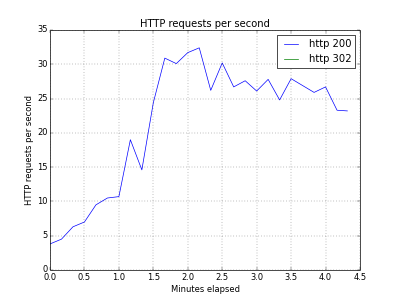 HTTP requests per second
http 200
http 302
HTTP requests per second
35
30
25
20
15
10
5
0
0.0 0.5 1.0 1.5 2.0 2.5 3.0 3.5 4.0 4.5
Minutes elapsed